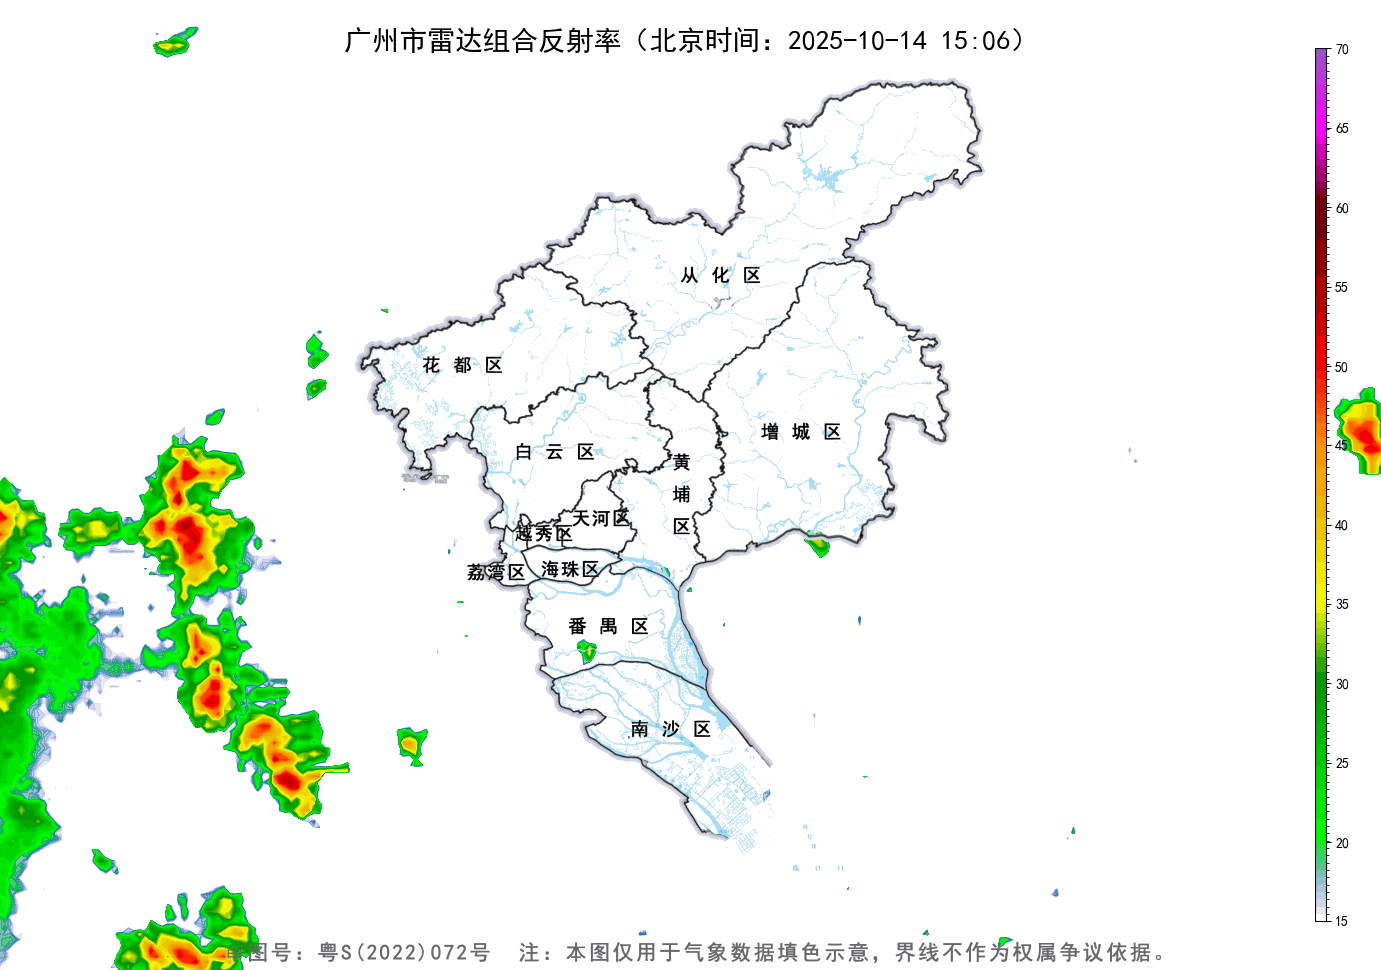 广州市雷达组合反射率（北京时间：2025-10-14 15:06）
70
65
60
55
50
45
40
35
30
25
20
15
从化区
花都区
增城区
白云区
黄埔区
天河区
越秀区
荔湾区
海珠区
番禺区
南沙区
审图号：粤S(2022)072号 注：本图仅用于气象数据填色示意，界线不作为权属争议依据。